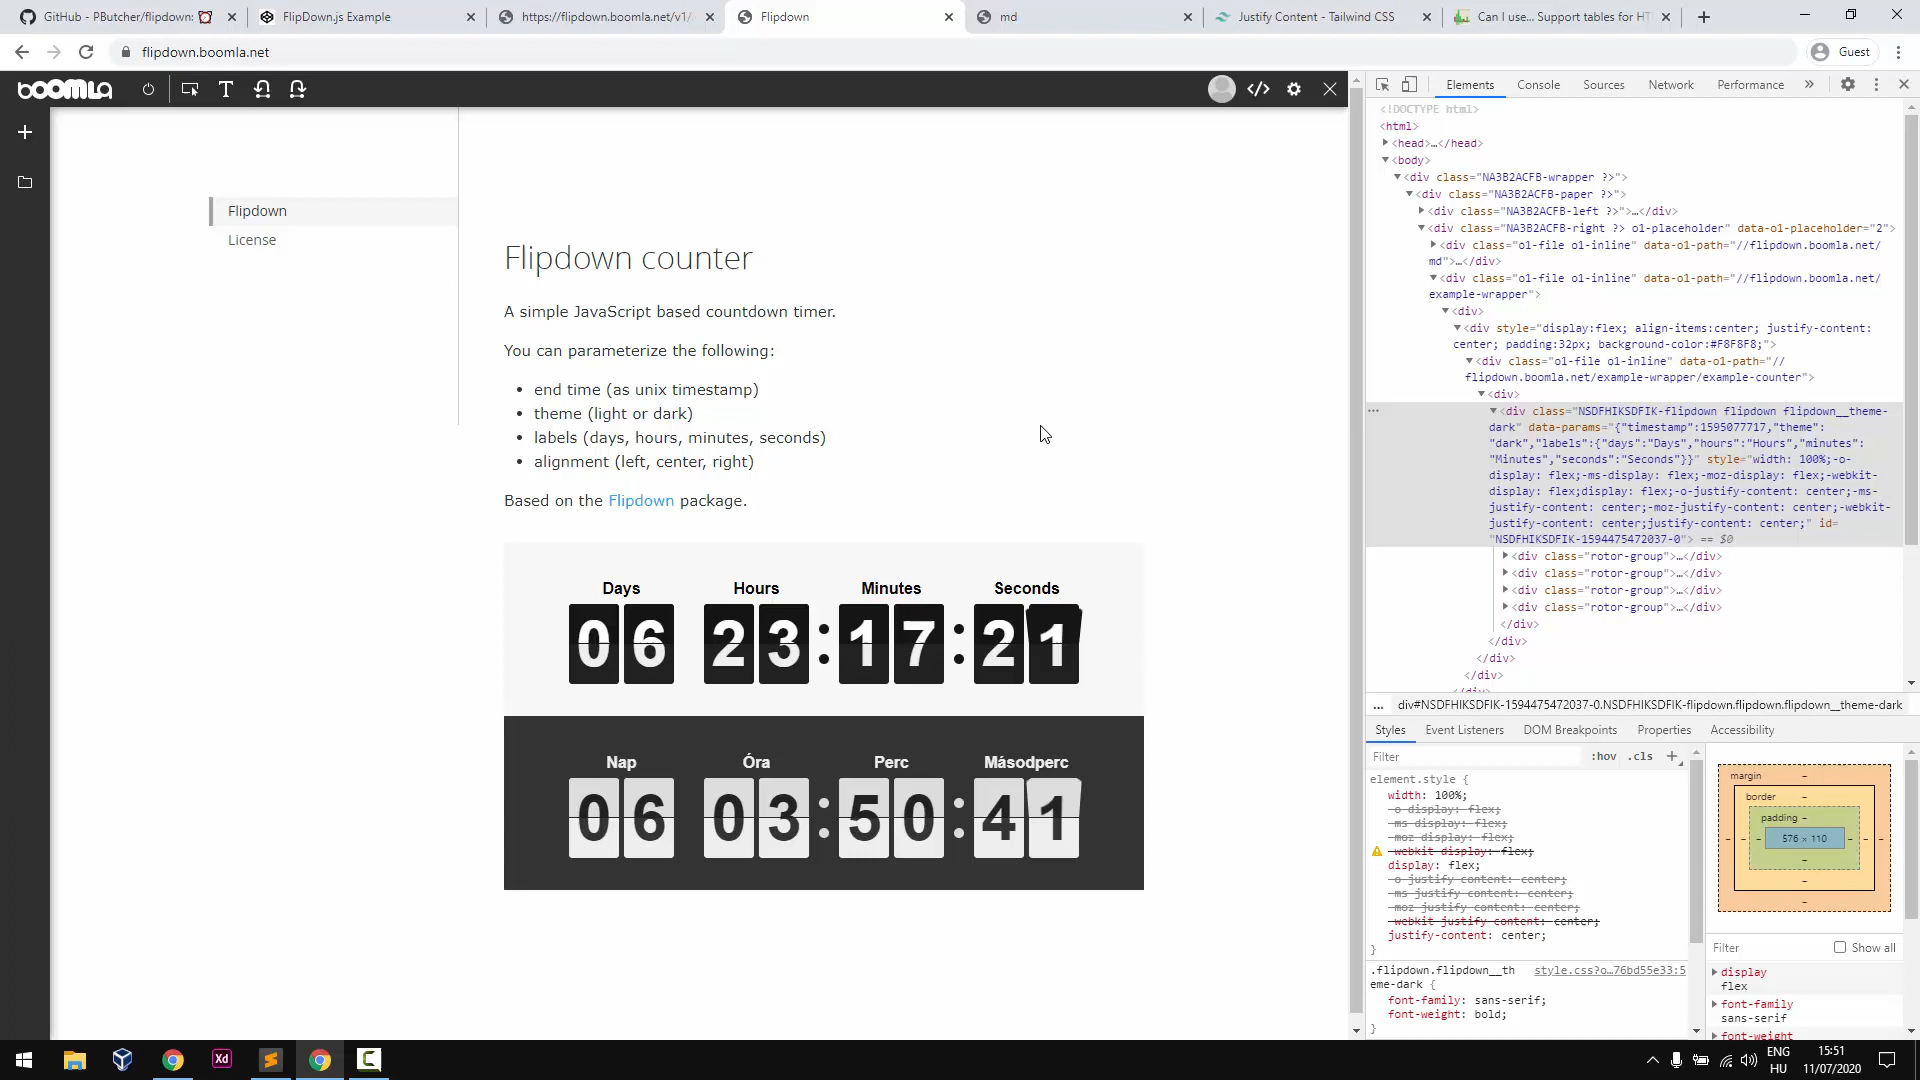 GitHub - PButcher/flipdown:
FlipDown.js Example
https://flipdown.boomla.net/v1/
Flipdown
md
Justify Content - Tailwind CSS
Can I use... Support tables for HT
flipdown.boomla.net
Guest
boomla
Flipdown
License
Flipdown counter
A simple JavaScript based countdown timer.
You can parameterize the following:
• end time (as unix timestamp)
• theme (light or dark)
• labels (days, hours, minutes, seconds)
• alignment (left, center, right)
Based on the Flipdown package.
Days Hours Minutes Seconds
06 23:17:21
Nap Óra Perc Másodperc
06 03:50:41
Elements Console Sources Network Performance »
<!DOCTYPE html>
<html>
<head>…</head>
<body>
<div class="NA3B2ACFB-wrapper ?>">
<div class="NA3B2ACFB-paper ?>">
<div class="NA3B2ACFB-left ?>">…</div>
<div class="NA3B2ACFB-right ?> o1-placeholder" data-o1-placeholder="2">
<div class="o1-file o1-inline" data-o1-path="//flipdown.boomla.net/
md">…</div>
<div class="o1-file o1-inline" data-o1-path="//flipdown.boomla.net/
example-wrapper">
<div>
<div style="display:flex; align-items:center; justify-content:
center; padding:32px; background-color:#F8F8F8;">
<div class="o1-file o1-inline" data-o1-path="//
flipdown.boomla.net/example-wrapper/example-counter">
<div>
<div class="NSDFHIKSDFIK-flipdown flipdown flipdown__theme-
dark" data-params="{"timestamp":1595077717,"theme":
"dark","labels":{"days":"Days","hours":"Hours","minutes":
"Minutes","seconds":"Seconds"}}" style="width: 100%;-o-
display: flex;-ms-display: flex;-moz-display: flex;-webkit-
display: flex;display: flex;-o-justify-content: center;-ms-
justify-content: center;-moz-justify-content: center;-webkit-
justify-content: center;justify-content: center;" id=
"NSDFHIKSDFIK-1594475472037-0"> == $0
<div class="rotor-group">…</div>
<div class="rotor-group">…</div>
<div class="rotor-group">…</div>
<div class="rotor-group">…</div>
</div>
</div>
</div>
</div>
</div>
... div#NSDFHIKSDFIK-1594475472037-0.NSDFHIKSDFIK-flipdown.flipdown.flipdown__theme-dark
Styles Event Listeners DOM Breakpoints Properties Accessibility
Filter :hov .cls +
element.style {
width: 100%;
-o-display: flex;
-ms-display: flex;
-moz-display: flex;
-webkit-display: flex;
display: flex;
-o-justify-content: center;
-ms-justify-content: center;
-moz-justify-content: center;
-webkit-justify-content: center;
justify-content: center;
}
.flipdown.flipdown__th style.css?o…76bd55e33:5
eme-dark {
font-family: sans-serif;
font-weight: bold;
}
margin -
border -
padding -
- - - 576 × 110 - - -
-
-
-
Filter Show all
display
flex
font-family
sans-serif
font-weight
Xd
ENG
HU
15:51
11/07/2020